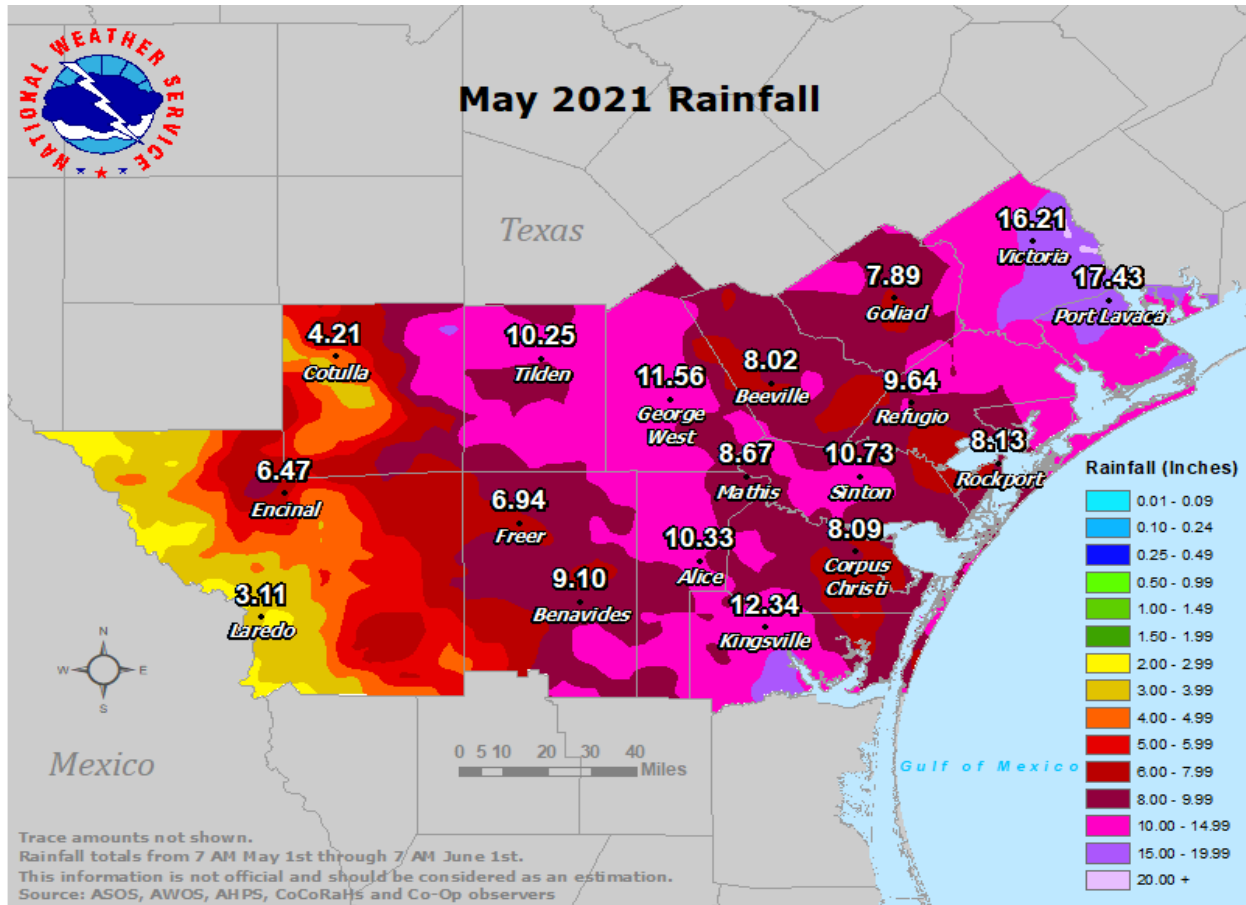 NATIONAL WEATHER SERVICE
May 2021 Rainfall
Texas
16.21
Victoria
17.43
Port Lavaca
7.89
Goliad
4.21
Cotulla
10.25
Tilden
11.56
George
West
8.02
Beeville
9.64
Refugio
8.13
Rockport
8.67
Mathis
10.73
Sinton
6.47
Encinal
6.94
Freer
10.33
Alice
8.09
Corpus
Christi
9.10
Benavides
12.34
Kingsville
3.11
Laredo
N
W E
S
Mexico
0 5 10 20 30 40
Miles
Gulf of Mexico
Rainfall (Inches)
0.01 - 0.09
0.10 - 0.24
0.25 - 0.49
0.50 - 0.99
1.00 - 1.49
1.50 - 1.99
2.00 - 2.99
3.00 - 3.99
4.00 - 4.99
5.00 - 5.99
6.00 - 7.99
8.00 - 9.99
10.00 - 14.99
15.00 - 19.99
20.00 +
Trace amounts not shown.
Rainfall totals from 7 AM May 1st through 7 AM June 1st.
This information is not official and should be considered as an estimation.
Source: ASOS, AWOS, AHPS, CoCoRaHs and Co-Op observers